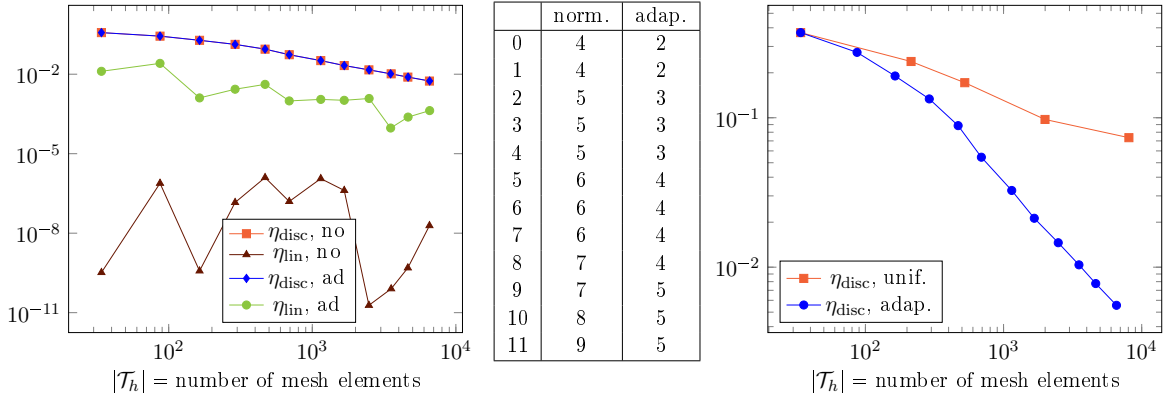 10^{-2}
10^{-5}
10^{-8}
10^{-11}
10^2
10^3
10^4
η_disc, no
η_lin, no
η_disc, ad
η_lin, ad
|𝒯_h| = number of mesh elements
norm. adap.
0 4 2
1 4 2
2 5 3
3 5 3
4 5 3
5 6 4
6 6 4
7 6 4
8 7 4
9 7 5
10 8 5
11 9 5
10^{-1}
10^{-2}
10^2
10^3
10^4
η_disc, unif.
η_disc, adap.
|𝒯_h| = number of mesh elements